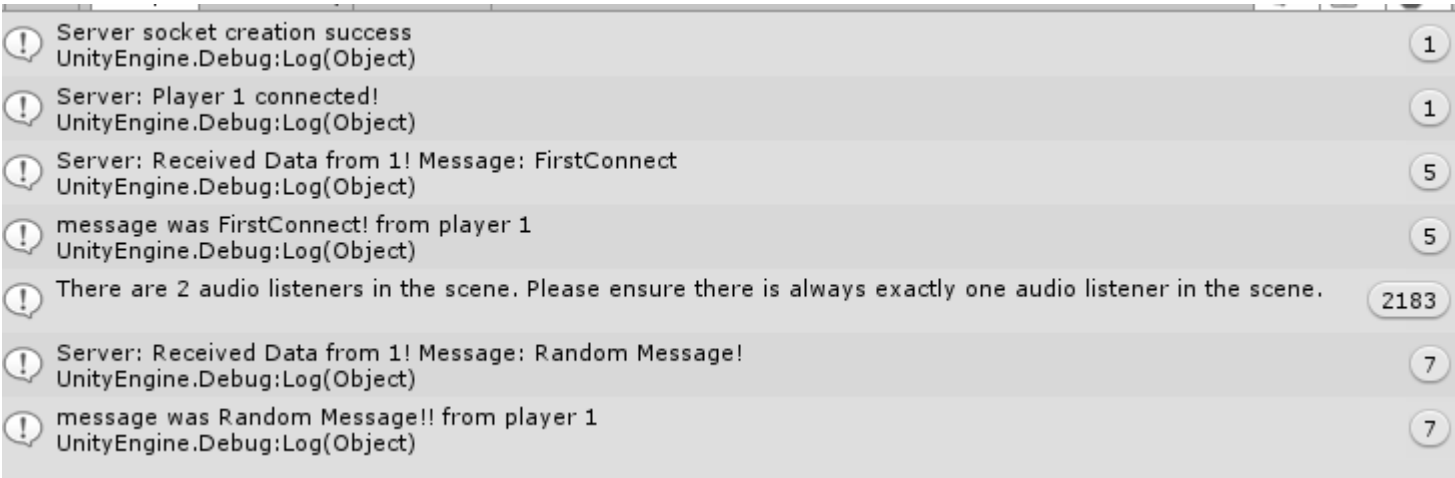 Server socket creation success
UnityEngine.Debug:Log(Object)
1
Server: Player 1 connected!
UnityEngine.Debug:Log(Object)
1
Server: Received Data from 1! Message: FirstConnect
UnityEngine.Debug:Log(Object)
5
message was FirstConnect! from player 1
UnityEngine.Debug:Log(Object)
5
There are 2 audio listeners in the scene. Please ensure there is always exactly one audio listener in the scene.
2183
Server: Received Data from 1! Message: Random Message!
UnityEngine.Debug:Log(Object)
7
message was Random Message!! from player 1
UnityEngine.Debug:Log(Object)
7